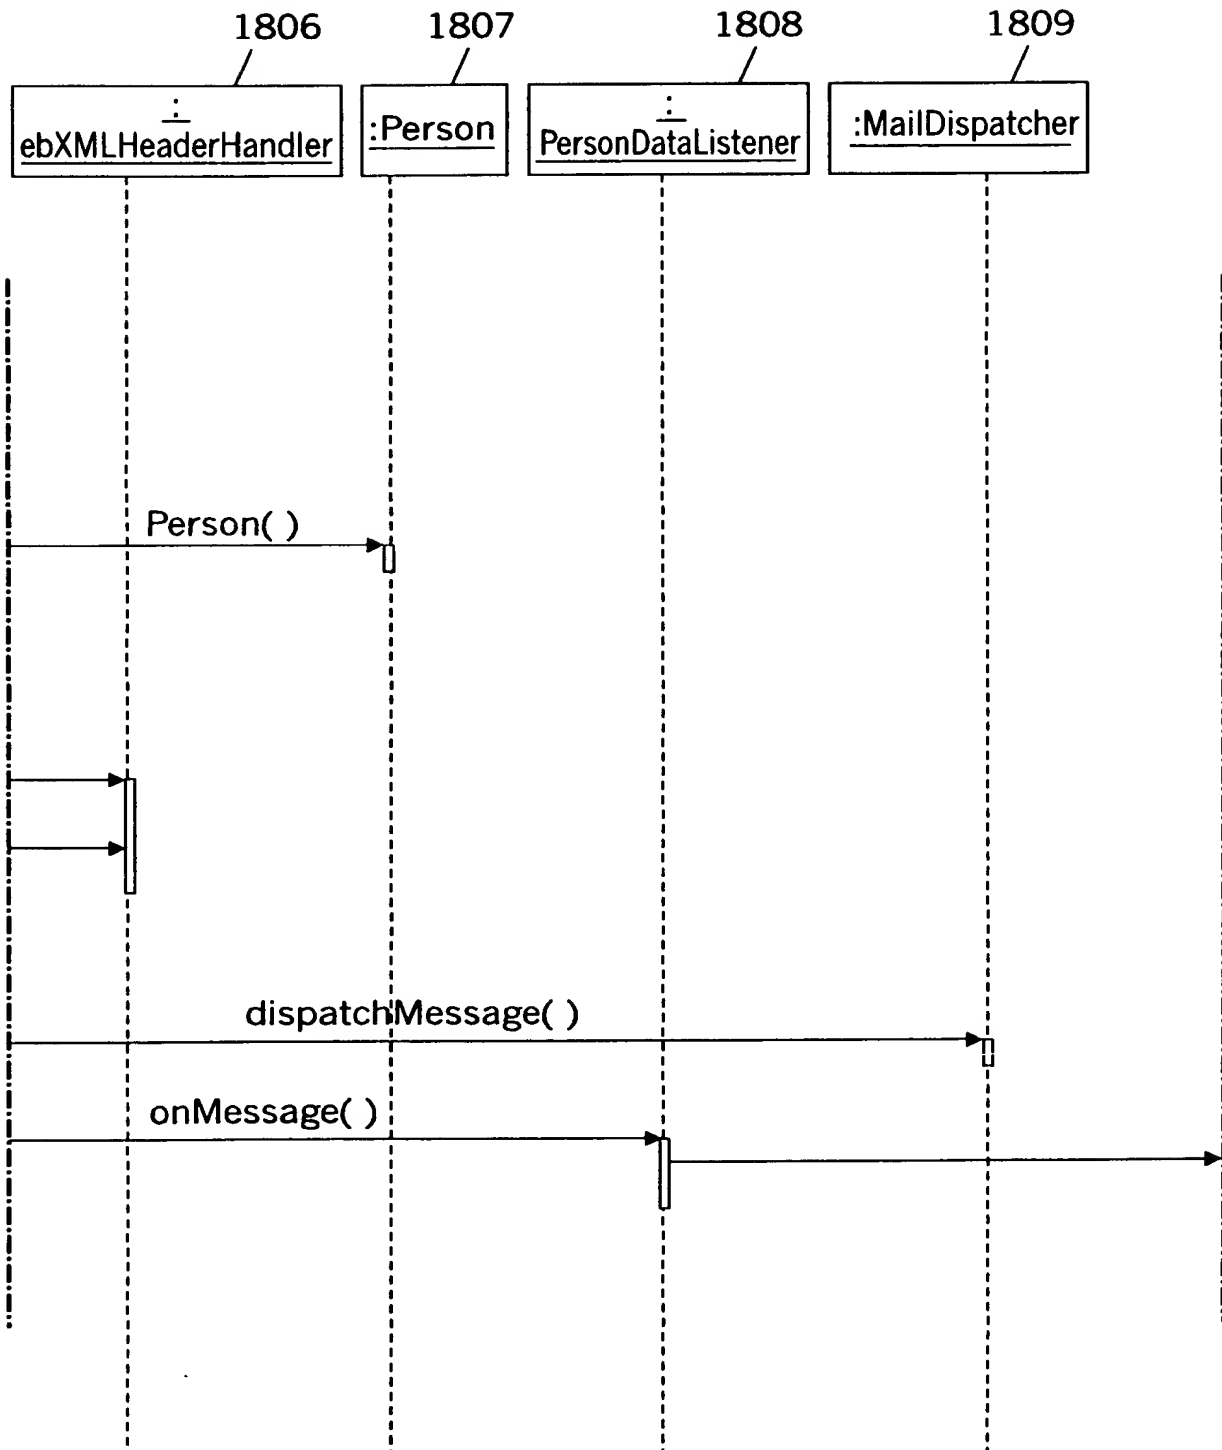 1806
1807
1808
1809
:
ebXMLHeaderHandler
:Person
:
PersonDataListener
:MailDispatcher
Person( )
dispatchMessage( )
onMessage( )